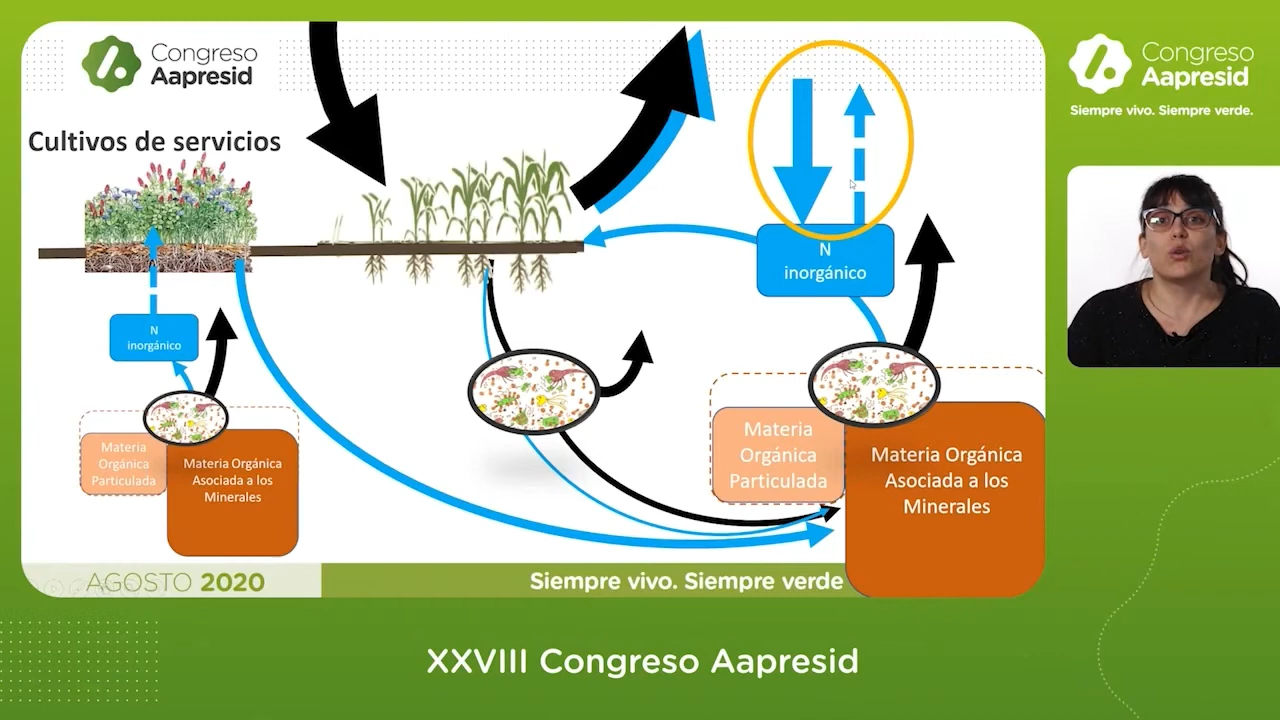 Congreso
Aapresid
Cultivos de servicios
N
inorgánico
Materia
Orgánica
Particulada
Materia Orgánica
Asociada a los
Minerales
N
inorgánico
Materia
Orgánica
Particulada
Materia Orgánica
Asociada a los
Minerales
AGOSTO 2020
Siempre vivo. Siempre verde
Congreso
Aapresid
Siempre vivo. Siempre verde.
XXVIII Congreso Aapresid